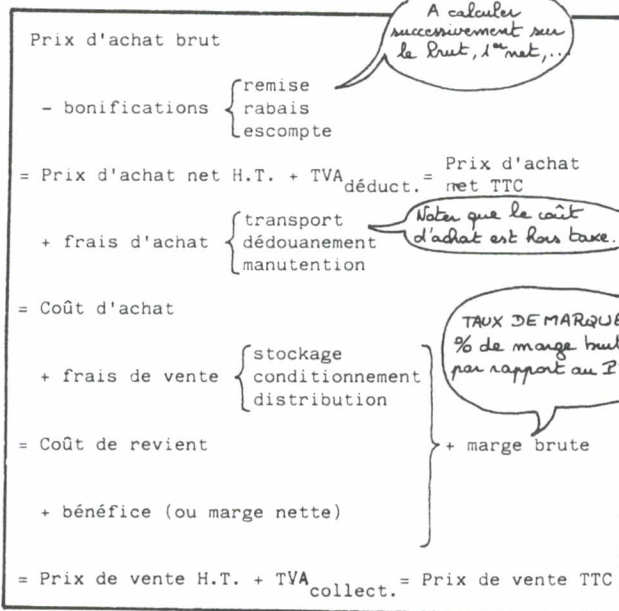 A calculer
successivement sur
le brut, 1er net,...
Prix d'achat brut
- bonifications { remise
rabais
escompte
= Prix d'achat net H.T. + TVA déduct. = Prix d'achat
net TTC
+ frais d'achat { transport
dédouanement
manutention
Noter que le coût
d'achat est hors taxe.
= Coût d'achat
TAUX DE MARQUE
% de marge brut
par rapport au
+ frais de vente { stockage
conditionnement
distribution
= Coût de revient
+ marge brute
+ bénéfice (ou marge nette)
= Prix de vente H.T. + TVA collect. = Prix de vente TTC